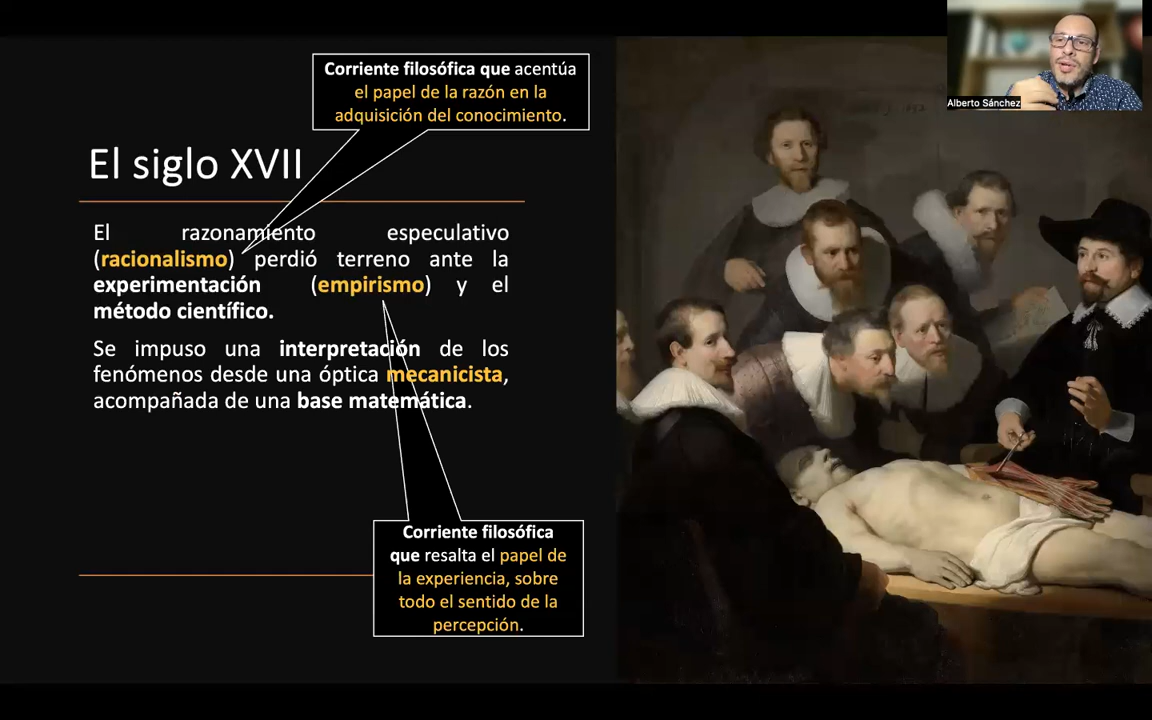 Corriente filosófica que acentúa
el papel de la razón en la
adquisición del conocimiento.
Alberto Sánchez
El siglo XVII
El razonamiento especulativo
(racionalismo) perdió terreno ante la
experimentación (empirismo) y el
método científico.
Se impuso una interpretación de los
fenómenos desde una óptica mecanicista,
acompañada de una base matemática.
Corriente filosófica
que resalta el papel de
la experiencia, sobre
todo el sentido de la
percepción.